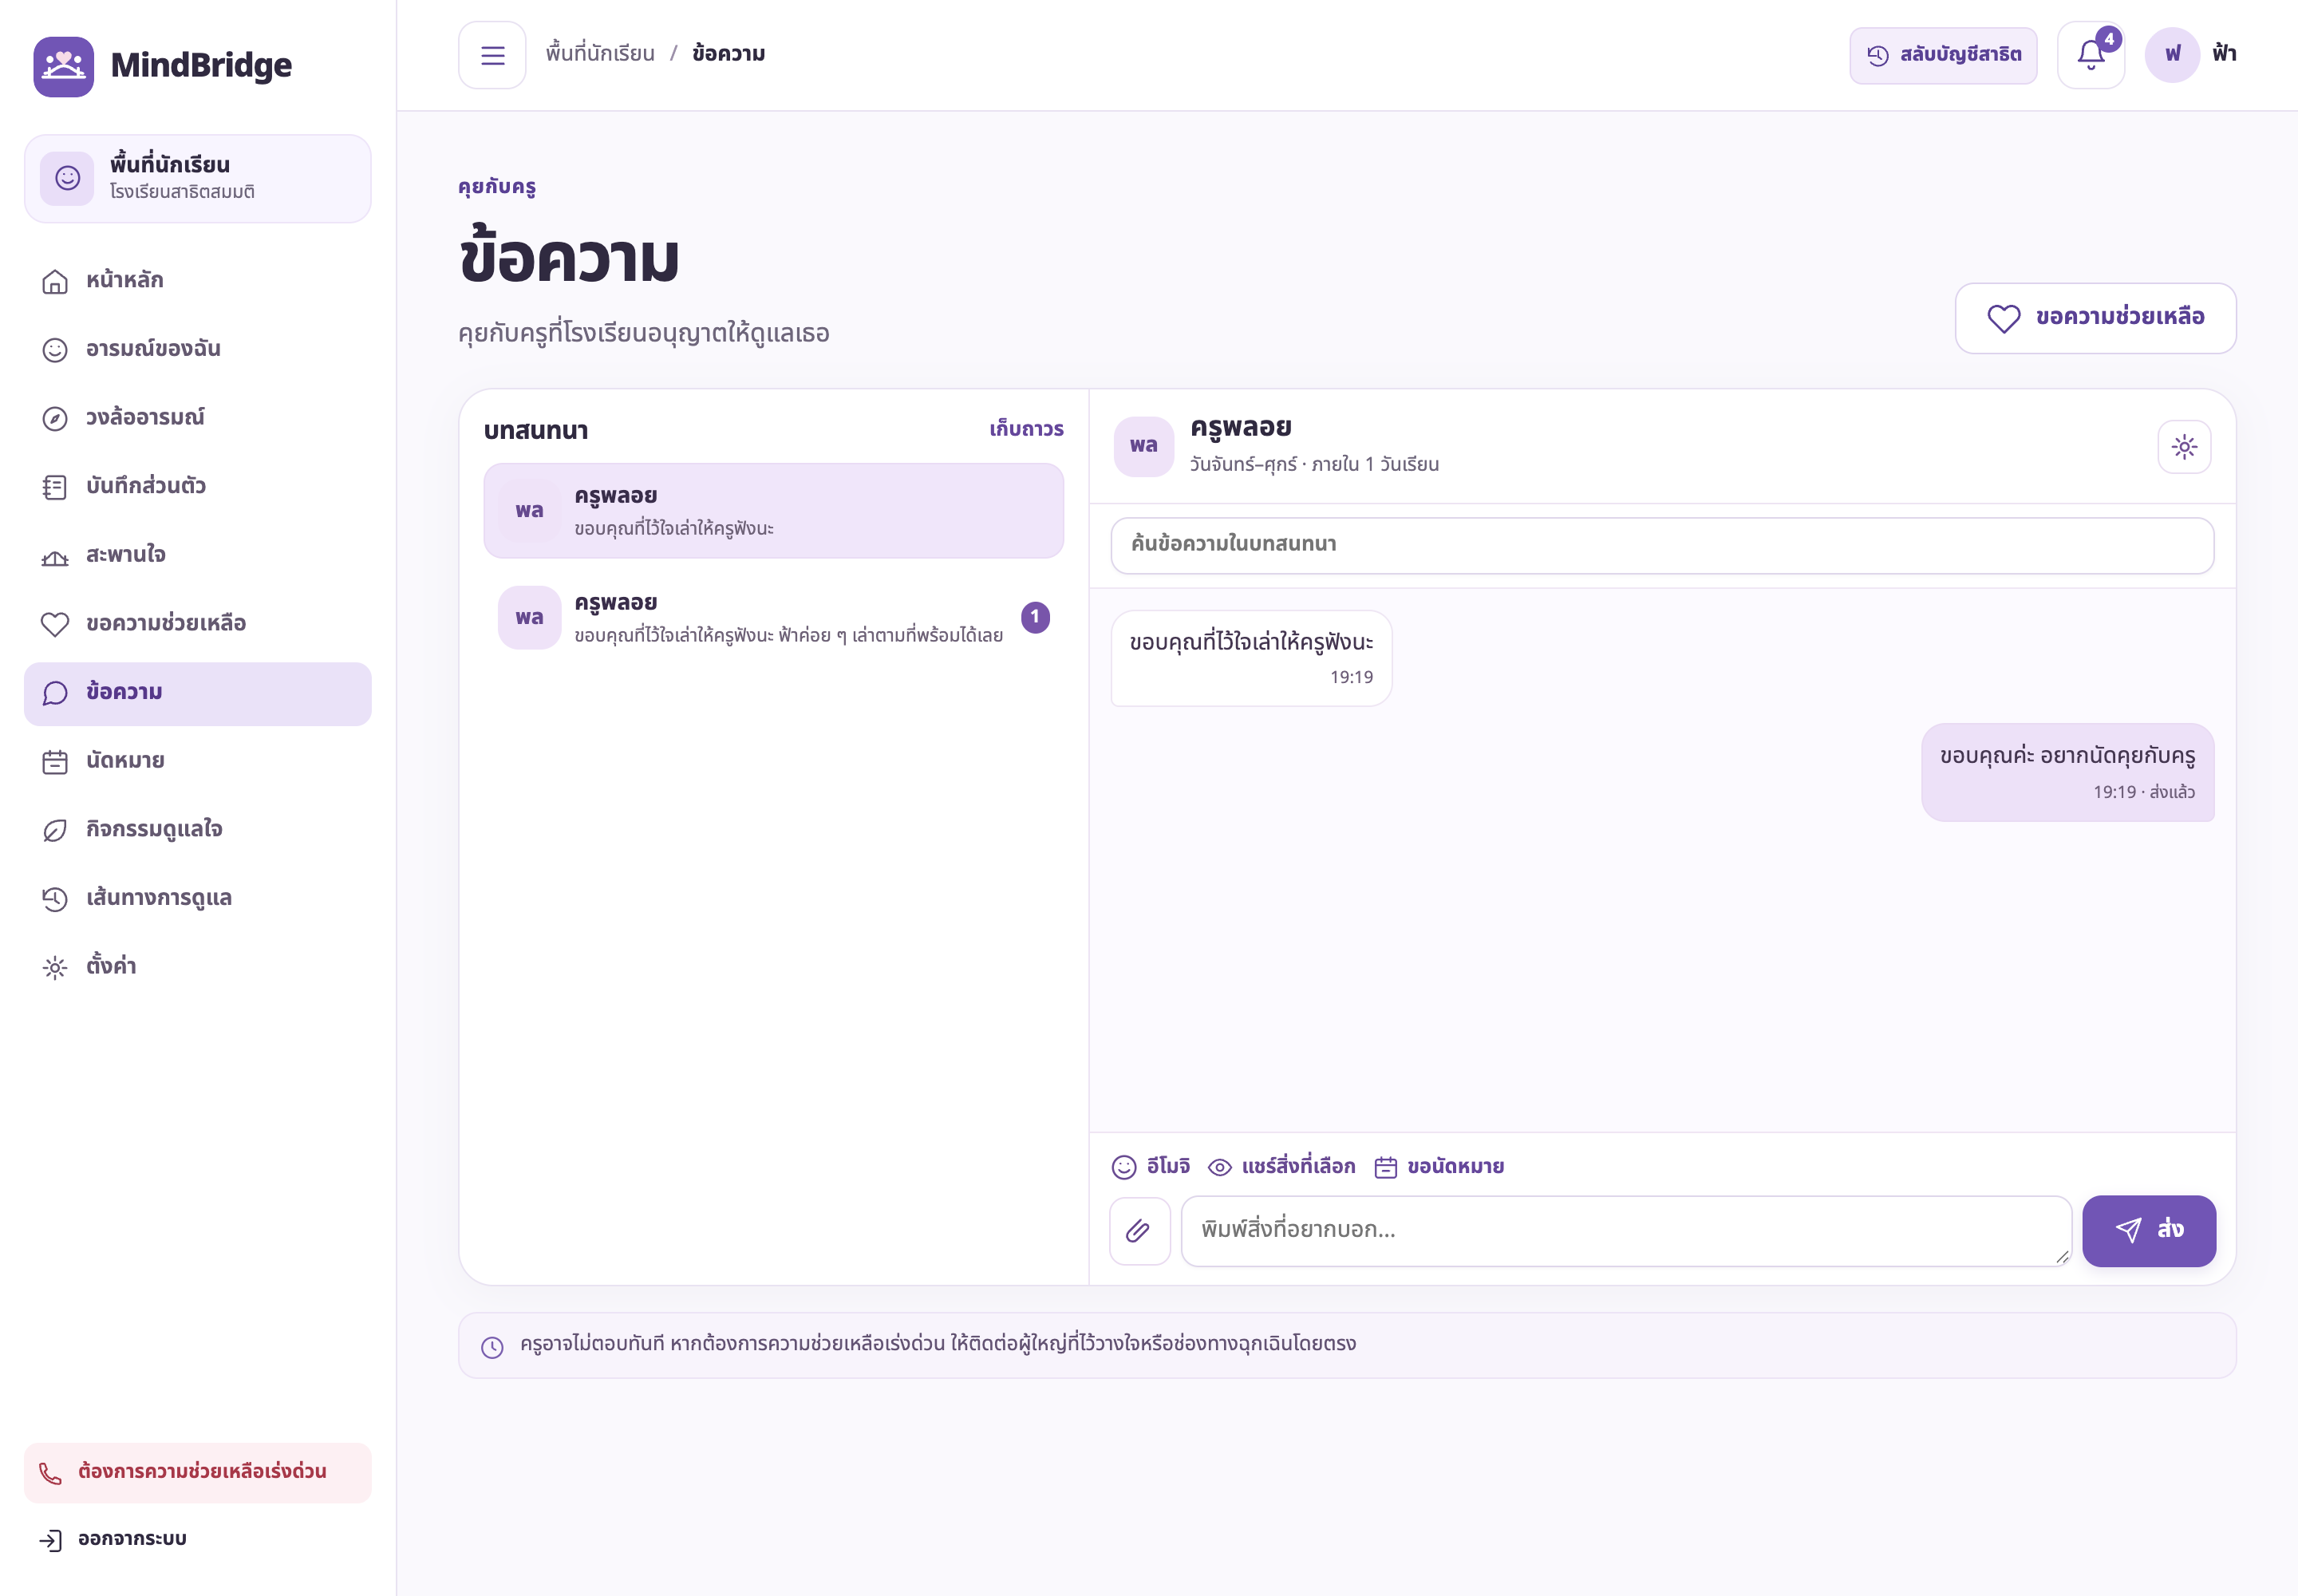 MindBridge
พื้นที่นักเรียน
โรงเรียนสาธิตสมมติ
หน้าหลัก
อารมณ์ของฉัน
วงล้ออารมณ์
บันทึกส่วนตัว
สะพานใจ
ขอความช่วยเหลือ
ข้อความ
นัดหมาย
กิจกรรมดูแลใจ
เส้นทางการดูแล
ตั้งค่า
ต้องการความช่วยเหลือเร่งด่วน
ออกจากระบบ
พื้นที่นักเรียน / ข้อความ
สลับบัญชีสาธิต
4
ฟ ฟ้า
คุยกับครู
ข้อความ
คุยกับครูที่โรงเรียนอนุญาตให้ดูแลเธอ
ขอความช่วยเหลือ
บทสนทนา เก็บถาวร
พล ครูพลอย
ขอบคุณที่ไว้ใจเล่าให้ครูฟังนะ
พล ครูพลอย
ขอบคุณที่ไว้ใจเล่าให้ครูฟังนะ ฟ้าค่อย ๆ เล่าตามที่พร้อมได้เลย
1
พล ครูพลอย
วันจันทร์–ศุกร์ · ภายใน 1 วันเรียน
ค้นข้อความในบทสนทนา
ขอบคุณที่ไว้ใจเล่าให้ครูฟังนะ
19:19
ขอบคุณค่ะ อยากนัดคุยกับครู
19:19 · ส่งแล้ว
อีโมจิ แชร์สิ่งที่เลือก ขอนัดหมาย
พิมพ์สิ่งที่อยากบอก...
ส่ง
ครูอาจไม่ตอบทันที หากต้องการความช่วยเหลือเร่งด่วน ให้ติดต่อผู้ใหญ่ที่ไว้วางใจหรือช่องทางฉุกเฉินโดยตรง